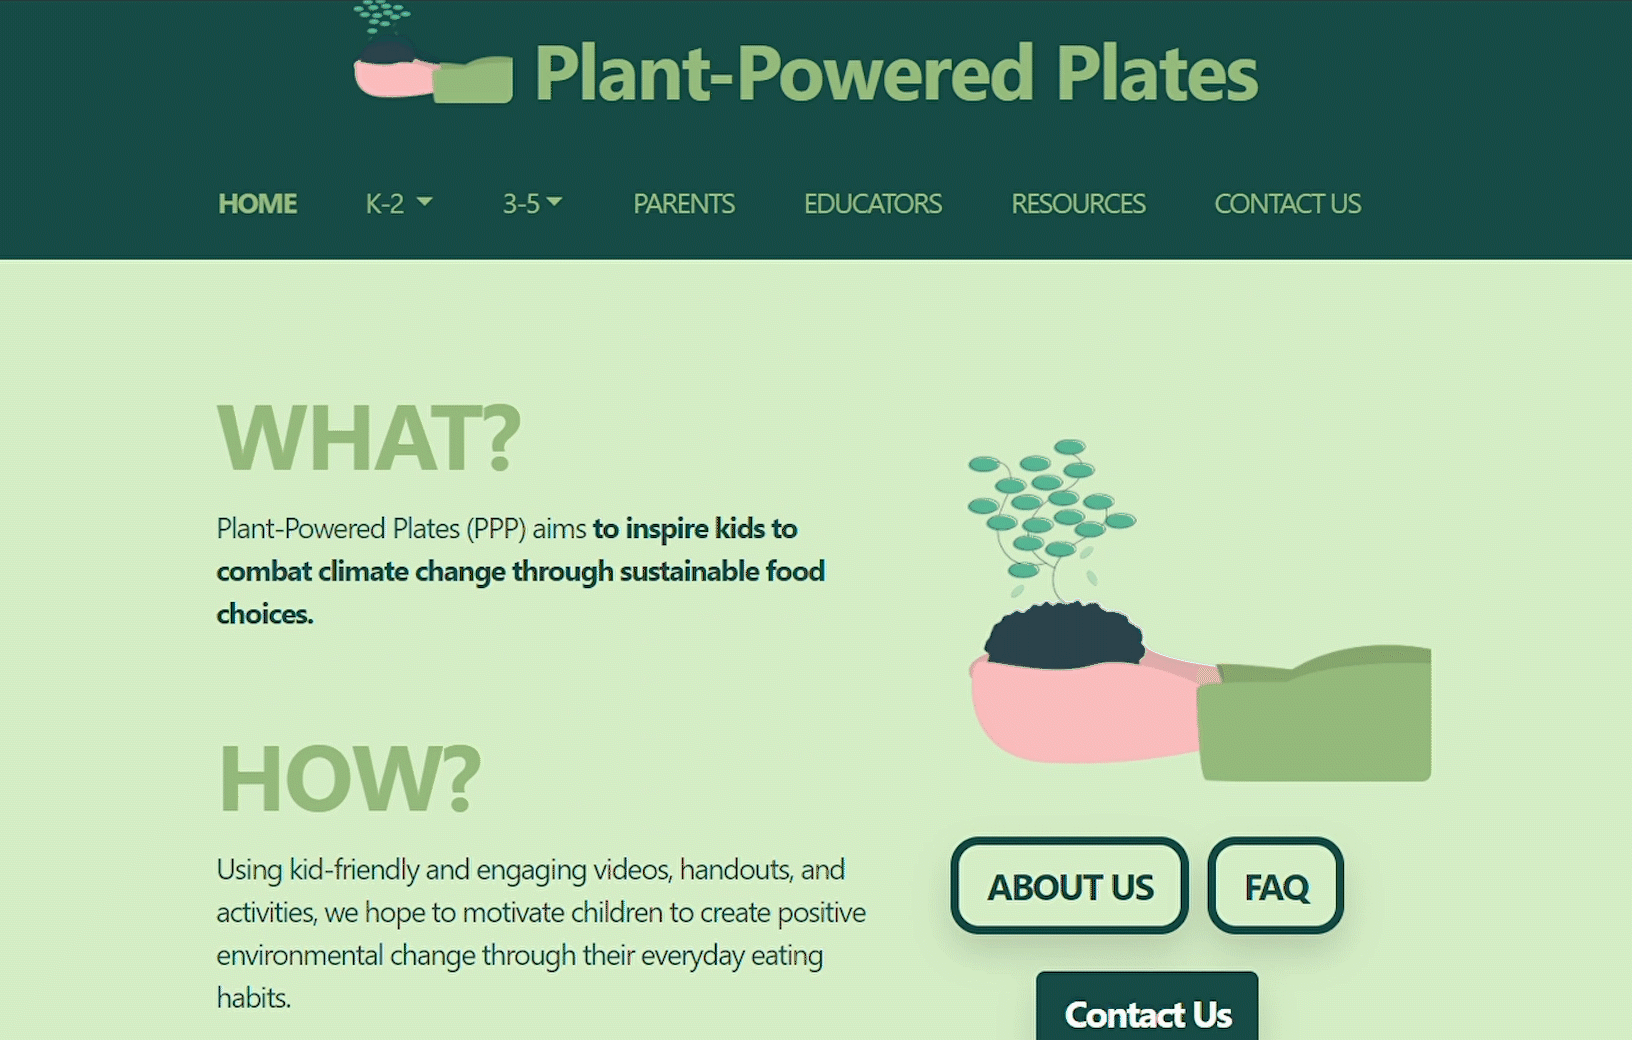 Plant-Powered Plates
HOME K-2 3-5 PARENTS EDUCATORS RESOURCES CONTACT US
WHAT?
Plant-Powered Plates (PPP) aims to inspire kids to
combat climate change through sustainable food
choices.
HOW?
Using kid-friendly and engaging videos, handouts, and
activities, we hope to motivate children to create positive
environmental change through their everyday eating
habits.
ABOUT US FAQ
Contact Us